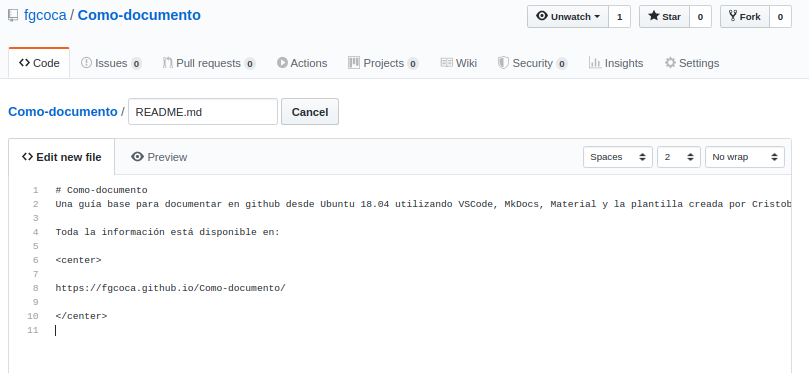 fgcoca / Como-documento
Unwatch 1 Star 0 Fork 0
Code Issues 0 Pull requests 0 Actions Projects 0 Wiki Security 0 Insights Settings
Como-documento / README.md Cancel
Edit new file Preview Spaces 2 No wrap
1 # Como-documento
2 Una guía base para documentar en github desde Ubuntu 18.04 utilizando VSCode, MkDocs, Material y la plantilla creada por Cristob
3
4 Toda la información está disponible en:
5
6 <center>
7
8 https://fgcoca.github.io/Como-documento/
9
10 </center>
11